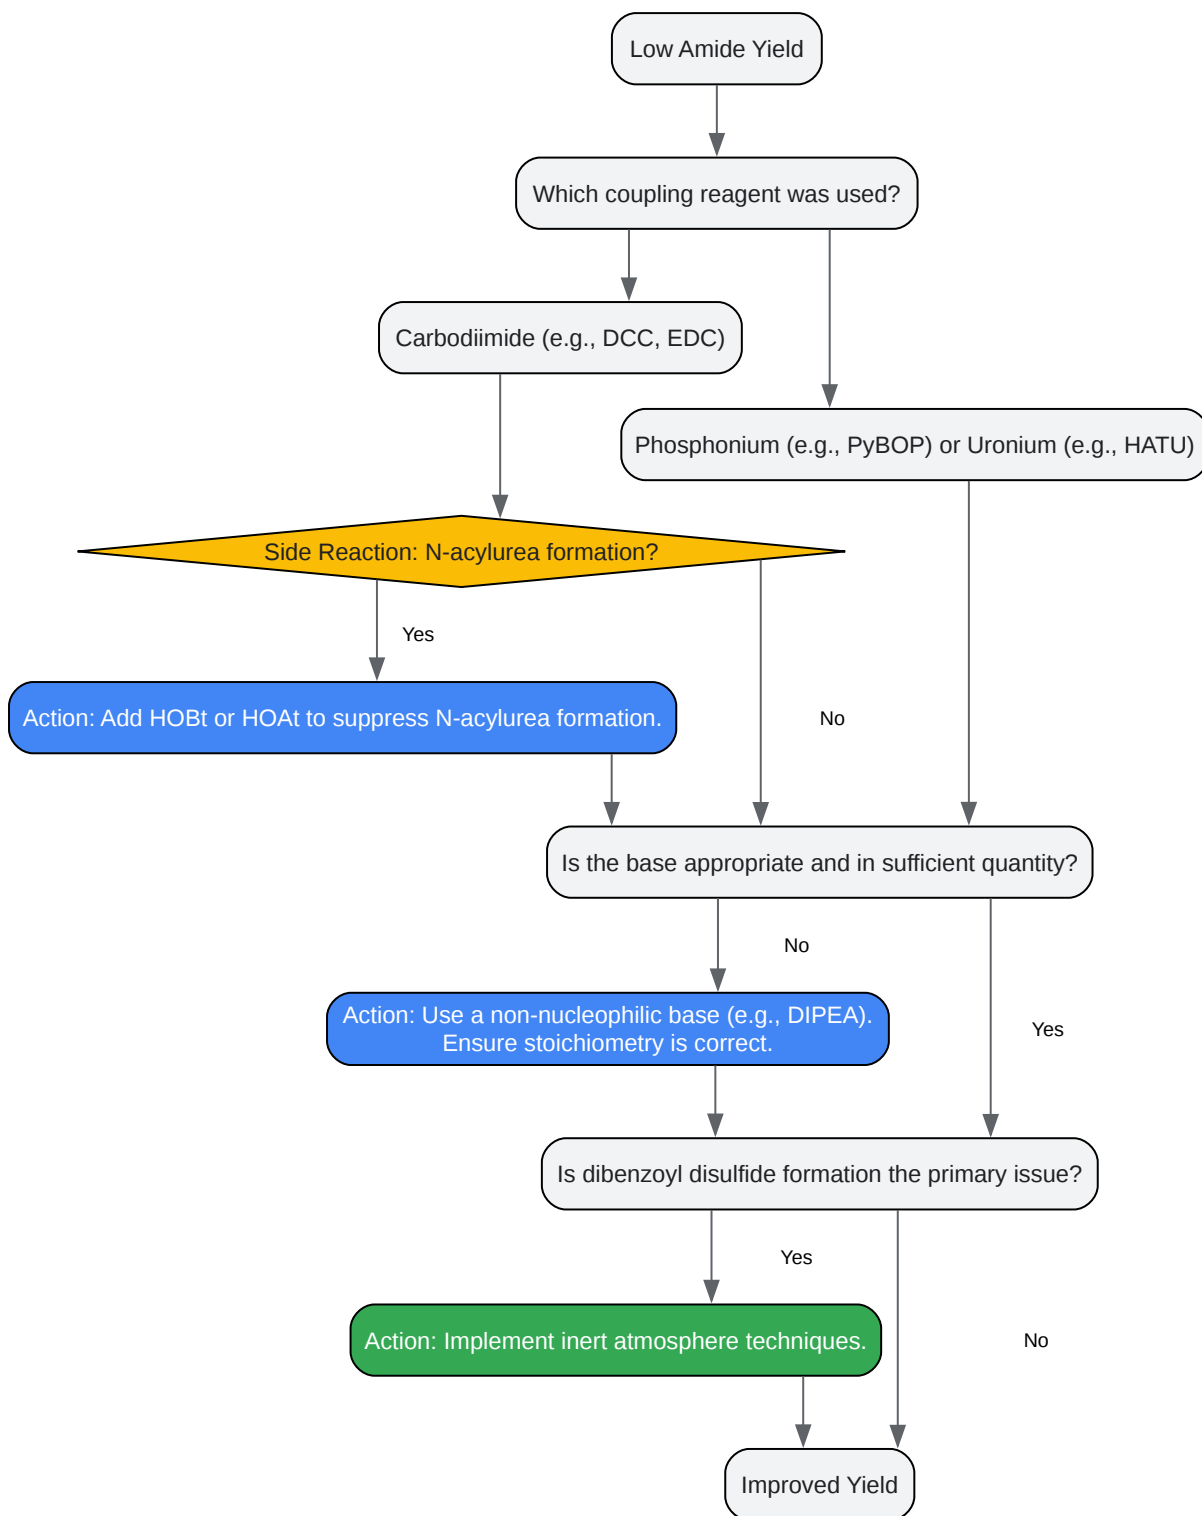 Low Amide Yield
Which coupling reagent was used?
Carbodiimide (e.g., DCC, EDC)
Phosphonium (e.g., PyBOP) or Uronium (e.g., HATU)
Side Reaction: N-acylurea formation?
Yes
Action: Add HOBt or HOAt to suppress N-acylurea formation.
No
Is the base appropriate and in sufficient quantity?
No
Action: Use a non-nucleophilic base (e.g., DIPEA).
Ensure stoichiometry is correct.
Yes
Is dibenzoyl disulfide formation the primary issue?
Yes
Action: Implement inert atmosphere techniques.
No
Improved Yield